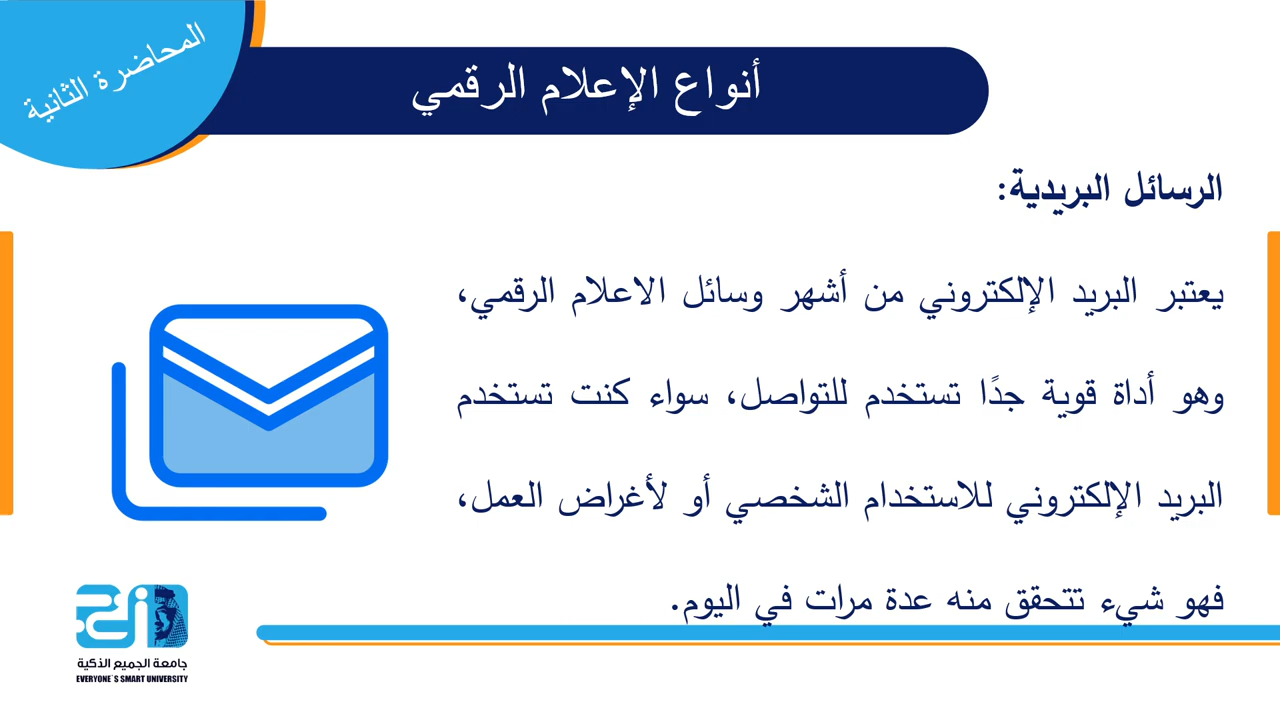 المحاضرة الثانية
أنواع الإعلام الرقمي
الرسائل البريدية:
يعتبر البريد الإلكتروني من أشهر وسائل الاعلام الرقمي،
وهو أداة قوية جدًا تستخدم للتواصل، سواء كنت تستخدم
البريد الإلكتروني للاستخدام الشخصي أو لأغراض العمل،
فهو شيء تتحقق منه عدة مرات في اليوم.
جامعة الجميع الذكية
EVERYONE`S SMART UNIVERSITY